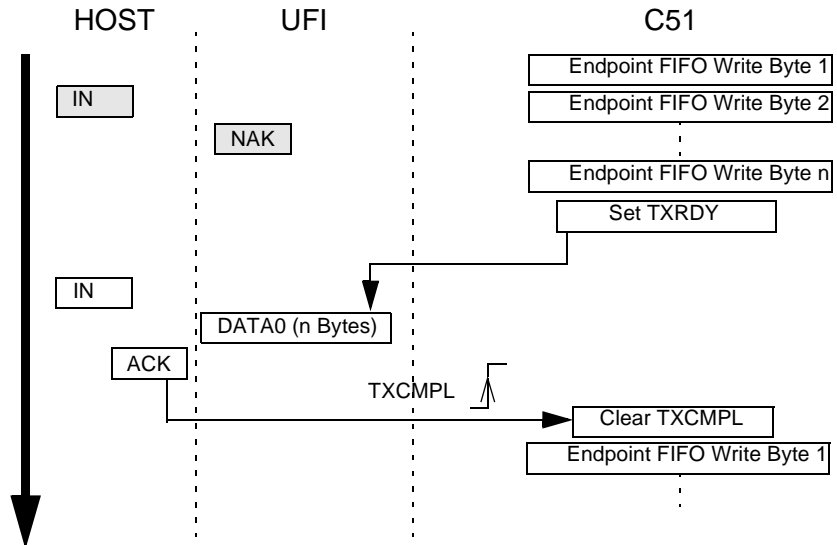 HOST UFI C51
Endpoint FIFO Write Byte 1
IN
Endpoint FIFO Write Byte 2
NAK
Endpoint FIFO Write Byte n
Set TXRDY
IN
DATA0 (n Bytes)
ACK
TXCMPL
Clear TXCMPL
Endpoint FIFO Write Byte 1